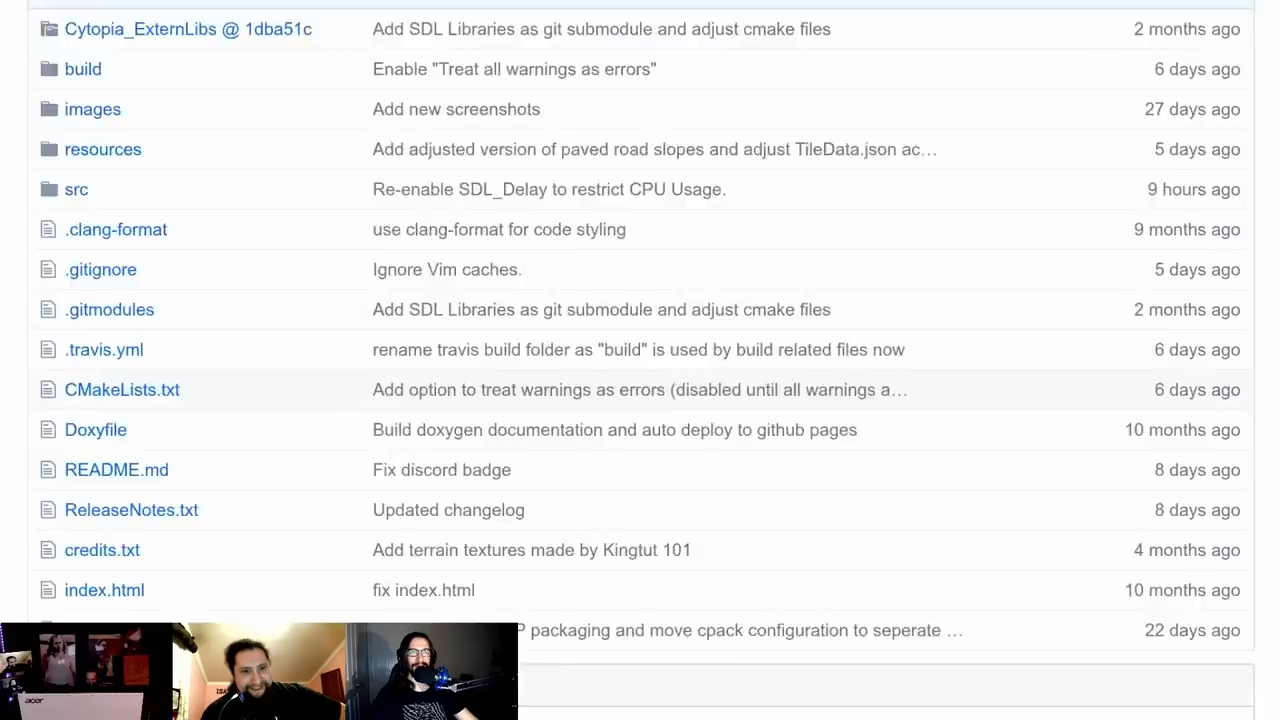 Cytopia_ExternLibs @ 1dba51c Add SDL Libraries as git submodule and adjust cmake files 2 months ago
build Enable "Treat all warnings as errors" 6 days ago
images Add new screenshots 27 days ago
resources Add adjusted version of paved road slopes and adjust TileData.json ac… 5 days ago
src Re-enable SDL_Delay to restrict CPU Usage. 9 hours ago
.clang-format use clang-format for code styling 9 months ago
.gitignore Ignore Vim caches. 5 days ago
.gitmodules Add SDL Libraries as git submodule and adjust cmake files 2 months ago
.travis.yml rename travis build folder as "build" is used by build related files now 6 days ago
CMakeLists.txt Add option to treat warnings as errors (disabled until all warnings a… 6 days ago
Doxyfile Build doxygen documentation and auto deploy to github pages 10 months ago
README.md Fix discord badge 8 days ago
ReleaseNotes.txt Updated changelog 8 days ago
credits.txt Add terrain textures made by Kingtut 101 4 months ago
index.html fix index.html 10 months ago
packaging and move cpack configuration to seperate … 22 days ago
acer